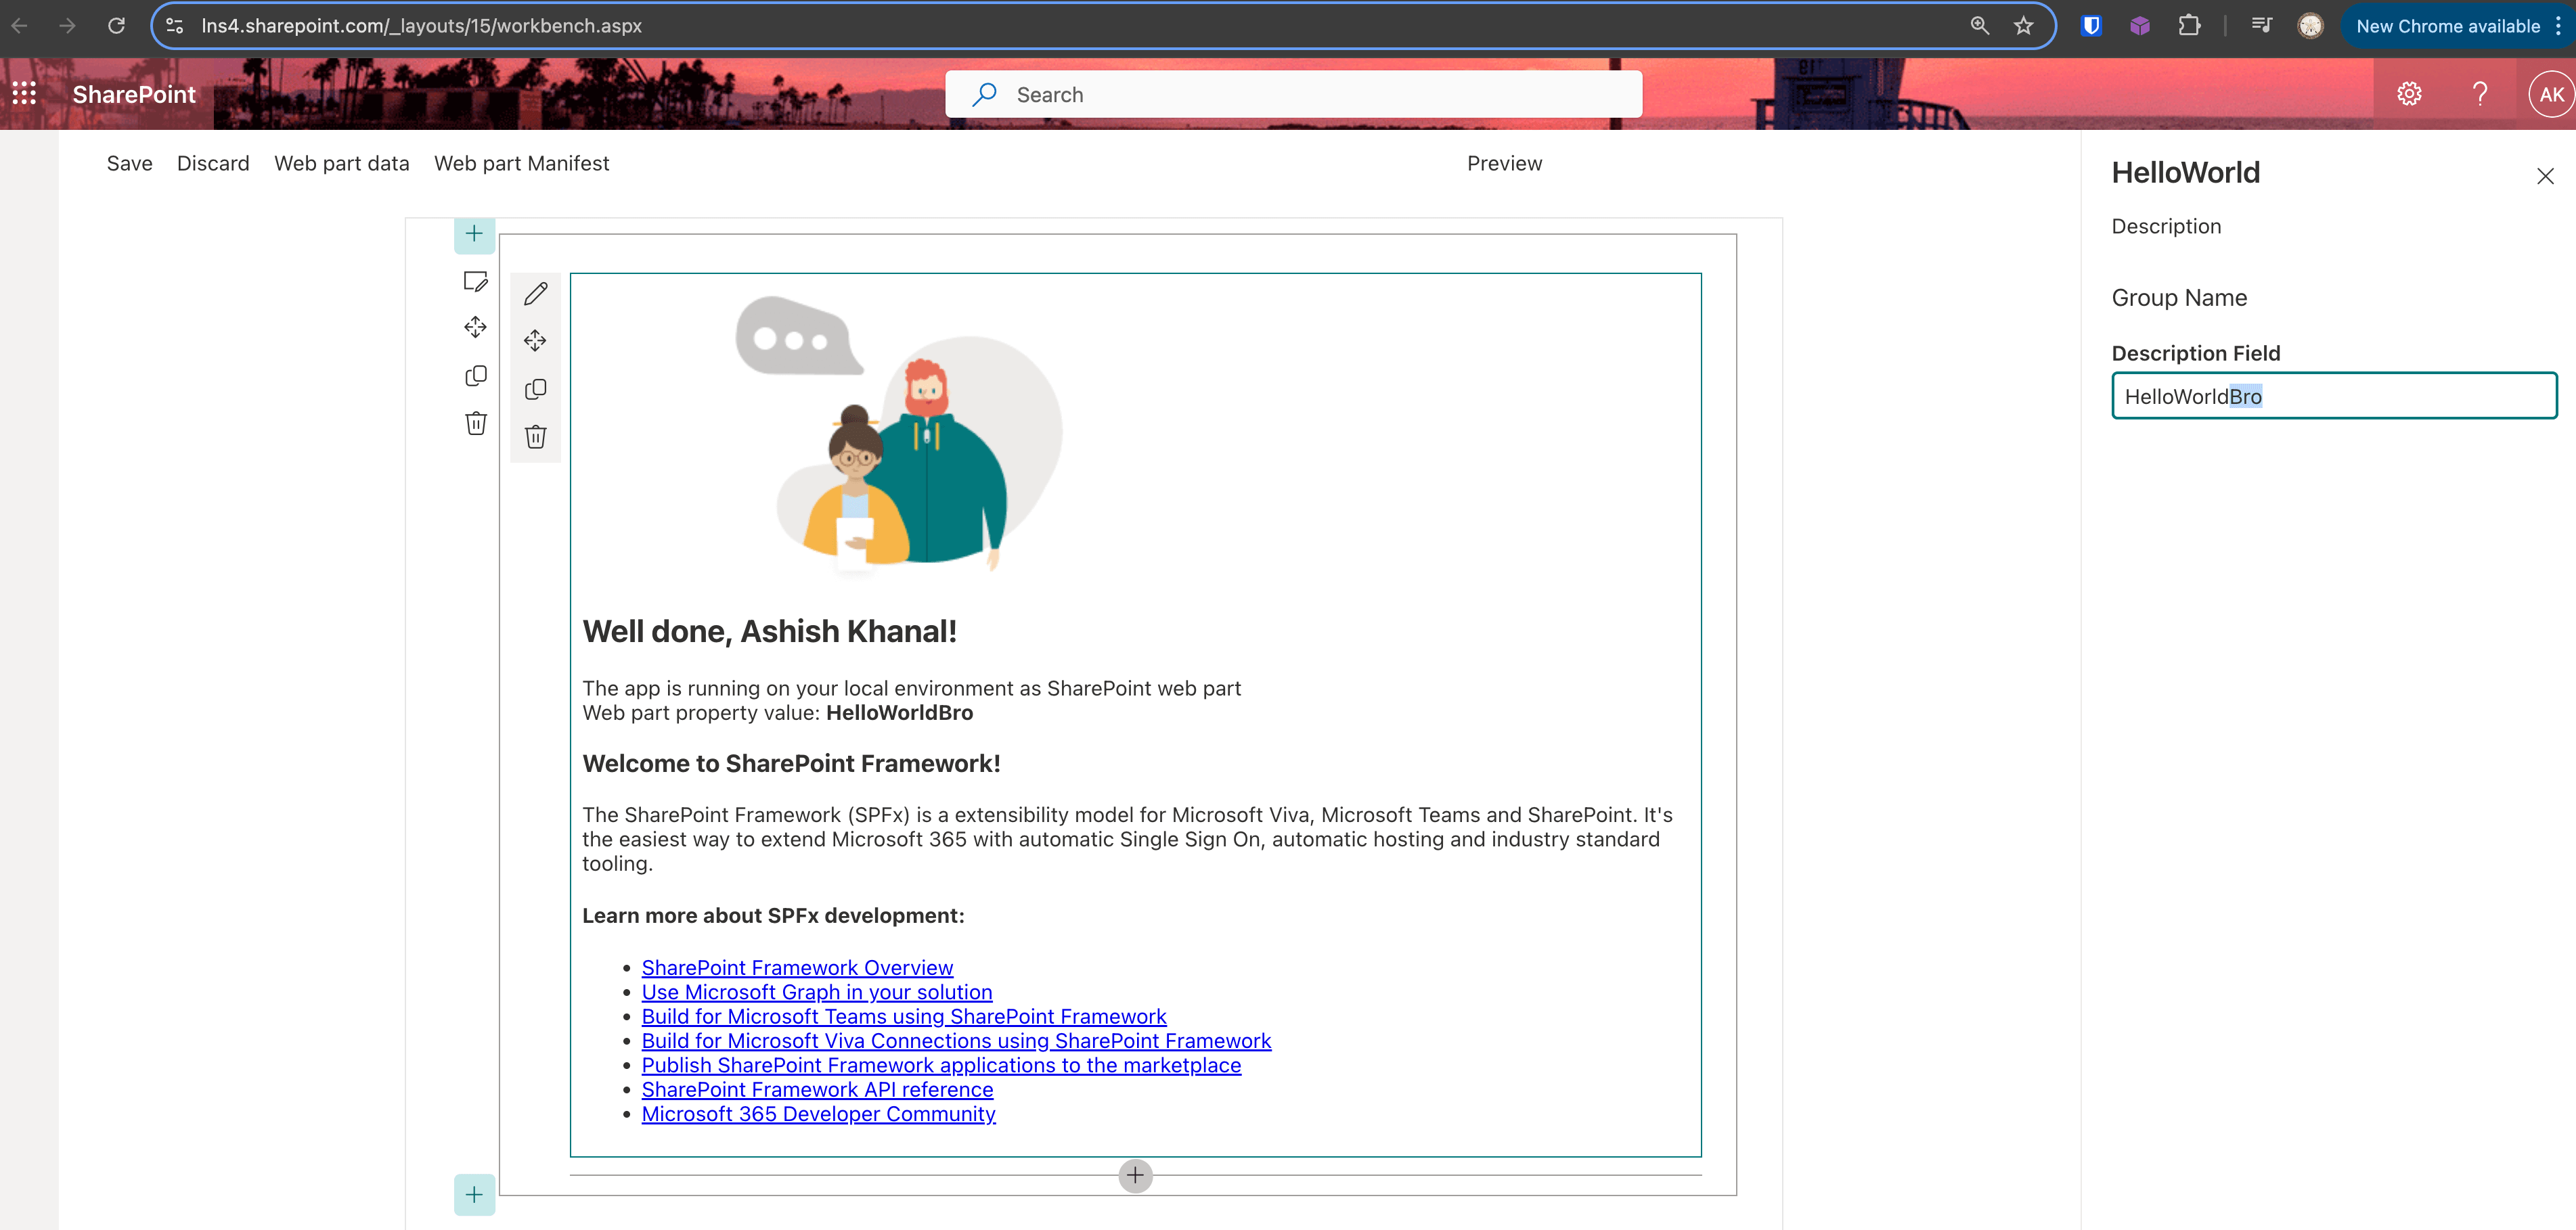 lns4.sharepoint.com/_layouts/15/workbench.aspx
New Chrome available
SharePoint
Search
AK
Save Discard Web part data Web part Manifest
Preview
Well done, Ashish Khanal!
The app is running on your local environment as SharePoint web part
Web part property value: HelloWorldBro
Welcome to SharePoint Framework!
The SharePoint Framework (SPFx) is a extensibility model for Microsoft Viva, Microsoft Teams and SharePoint. It's
the easiest way to extend Microsoft 365 with automatic Single Sign On, automatic hosting and industry standard
tooling.
Learn more about SPFx development:
SharePoint Framework Overview
Use Microsoft Graph in your solution
Build for Microsoft Teams using SharePoint Framework
Build for Microsoft Viva Connections using SharePoint Framework
Publish SharePoint Framework applications to the marketplace
SharePoint Framework API reference
Microsoft 365 Developer Community
HelloWorld
Description
Group Name
Description Field
HelloWorldBro